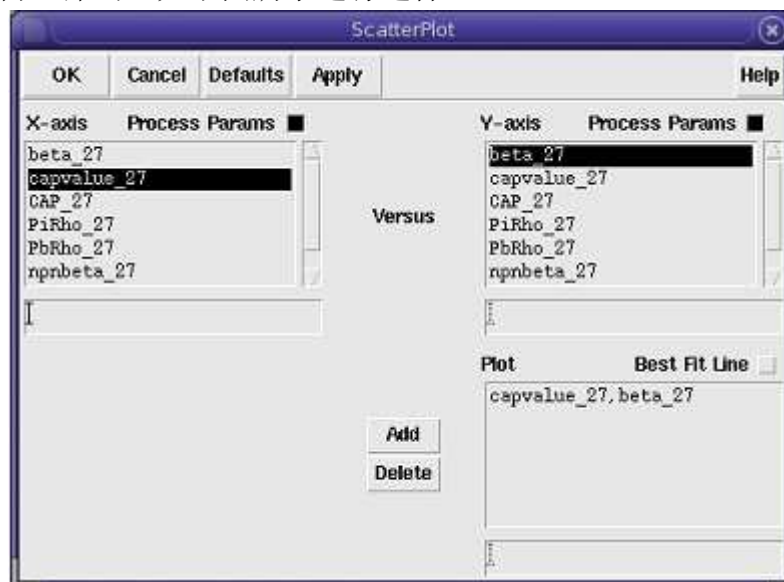 ScatterPlot
OK Cancel Defaults Apply Help
X-axis Process Params
beta_27
capvalue_27
CAP_27
PiRho_27
PbRho_27
npnbeta_27
Versus
Y-axis Process Params
beta_27
capvalue_27
CAP_27
PiRho_27
PbRho_27
npnbeta_27
Plot Best Fit Line
capvalue_27,beta_27
Add
Delete